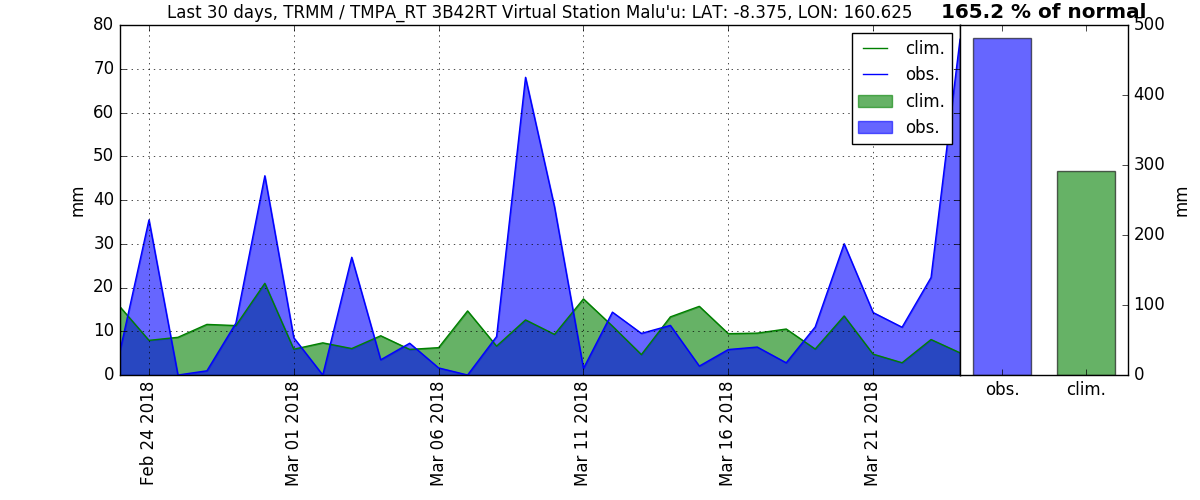 Last 30 days, TRMM / TMPA_RT 3B42RT Virtual Station Malu'u: LAT: -8.375, LON: 160.625
165.2 % of normal
80
70
60
50
40
30
20
10
0
mm
clim.
obs.
clim.
obs.
Feb 24 2018
Mar 01 2018
Mar 06 2018
Mar 11 2018
Mar 16 2018
Mar 21 2018
500
400
300
200
100
0
mm
obs.
clim.